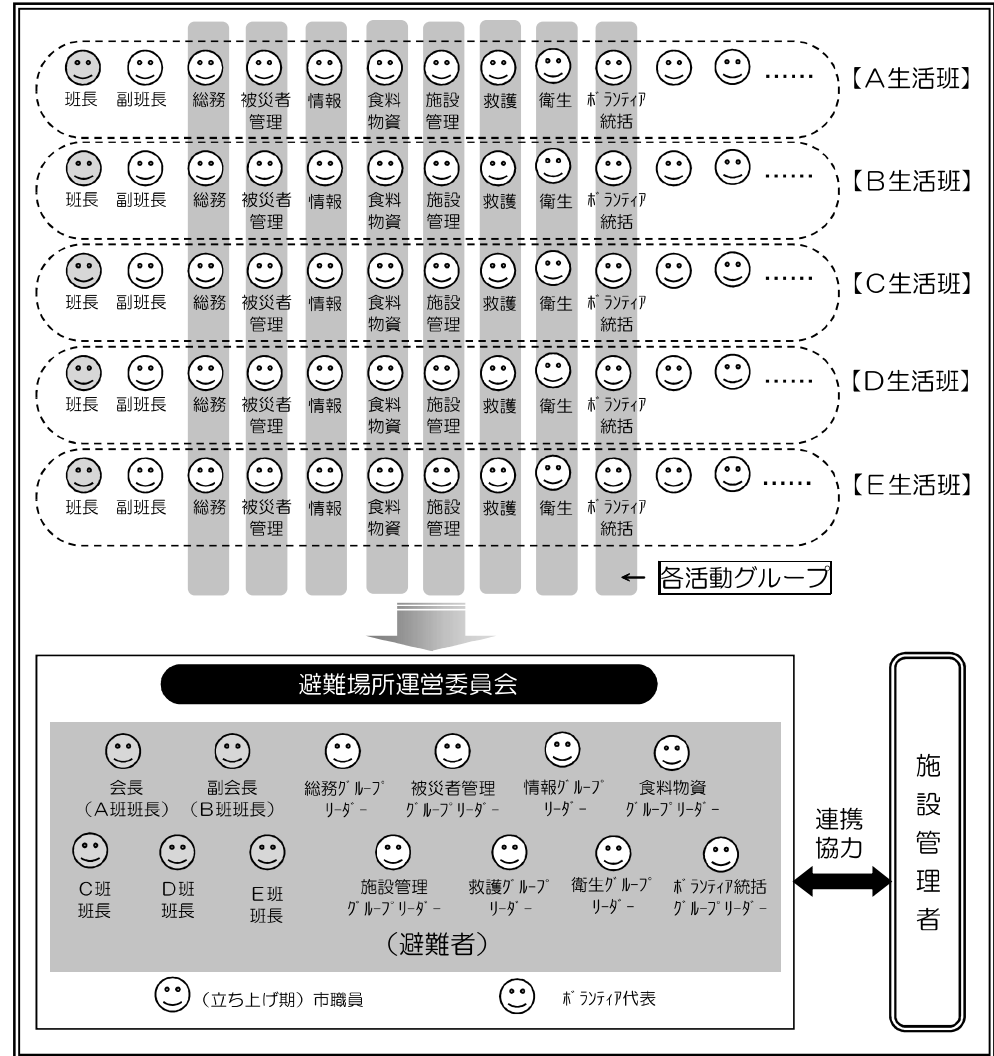 班長 副班長 総務 被災者 情報 食料 施設 救護 衛生 ボランティア …… 【A生活班】
管理 物資 管理 統括
班長 副班長 総務 被災者 情報 食料 施設 救護 衛生 ボランティア …… 【B生活班】
管理 物資 管理 統括
班長 副班長 総務 被災者 情報 食料 施設 救護 衛生 ボランティア …… 【C生活班】
管理 物資 管理 統括
班長 副班長 総務 被災者 情報 食料 施設 救護 衛生 ボランティア …… 【D生活班】
管理 物資 管理 統括
班長 副班長 総務 被災者 情報 食料 施設 救護 衛生 ボランティア …… 【E生活班】
管理 物資 管理 統括
← 各活動グループ
避難場所運営委員会
会長 副会長 総務グループ 被災者管理 情報グループ 食料物資
（A班班長） （B班班長） リーダー グループリーダー リーダー グループリーダー
C班 D班 E班 施設管理 救護グループ 衛生グループ ボランティア統括
班長 班長 班長 グループリーダー リーダー リーダー グループリーダー
（避難者）
（立ち上げ期）市職員 ボランティア代表
連携
協力
施設管理者